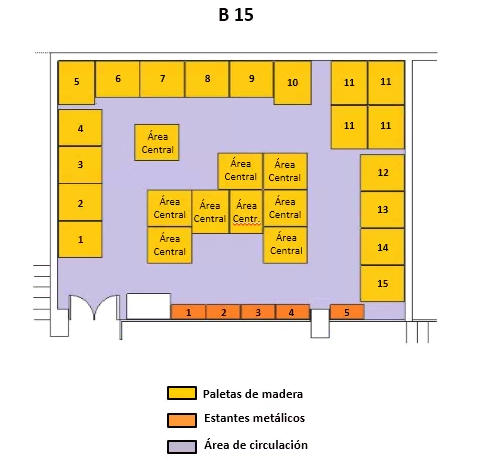 B 15
5
6
7
8
9
10
11
11
11
11
4
3
2
1
12
13
14
15
Área
Central
Área
Central
Área
Central
Área
Central
Área
Central
Área
Centr.
Área
Central
Área
Central
Área
Central
1
2
3
4
5
Paletas de madera
Estantes metálicos
Área de circulación